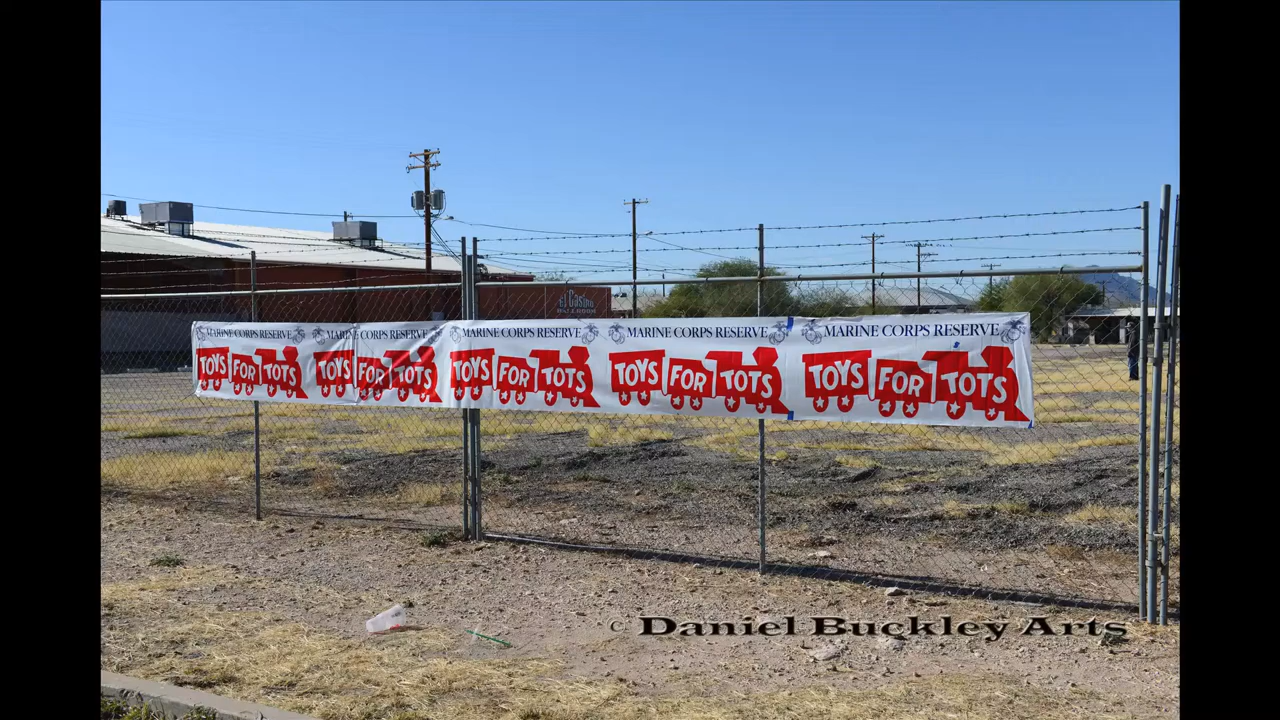 El Casino
BALLROOM
MARINE CORPS RESERVE MARINE CORPS RESERVE MARINE CORPS RESERVE MARINE CORPS RESERVE MARINE CORPS RESERVE
TOYS FOR TOTS TOYS FOR TOTS TOYS FOR TOTS TOYS FOR TOTS TOYS FOR TOTS
© Daniel Buckley Arts